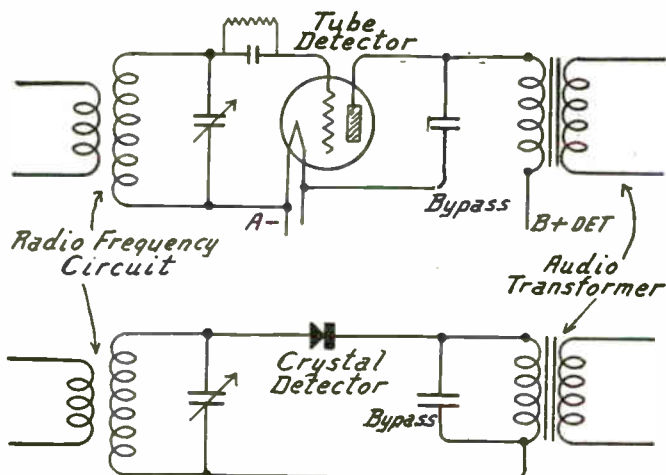 Tube
Detector
A-
Bypass
B+ DET
Radio Frequency
Circuit
Audio
Transformer
Crystal
Detector
Bypass